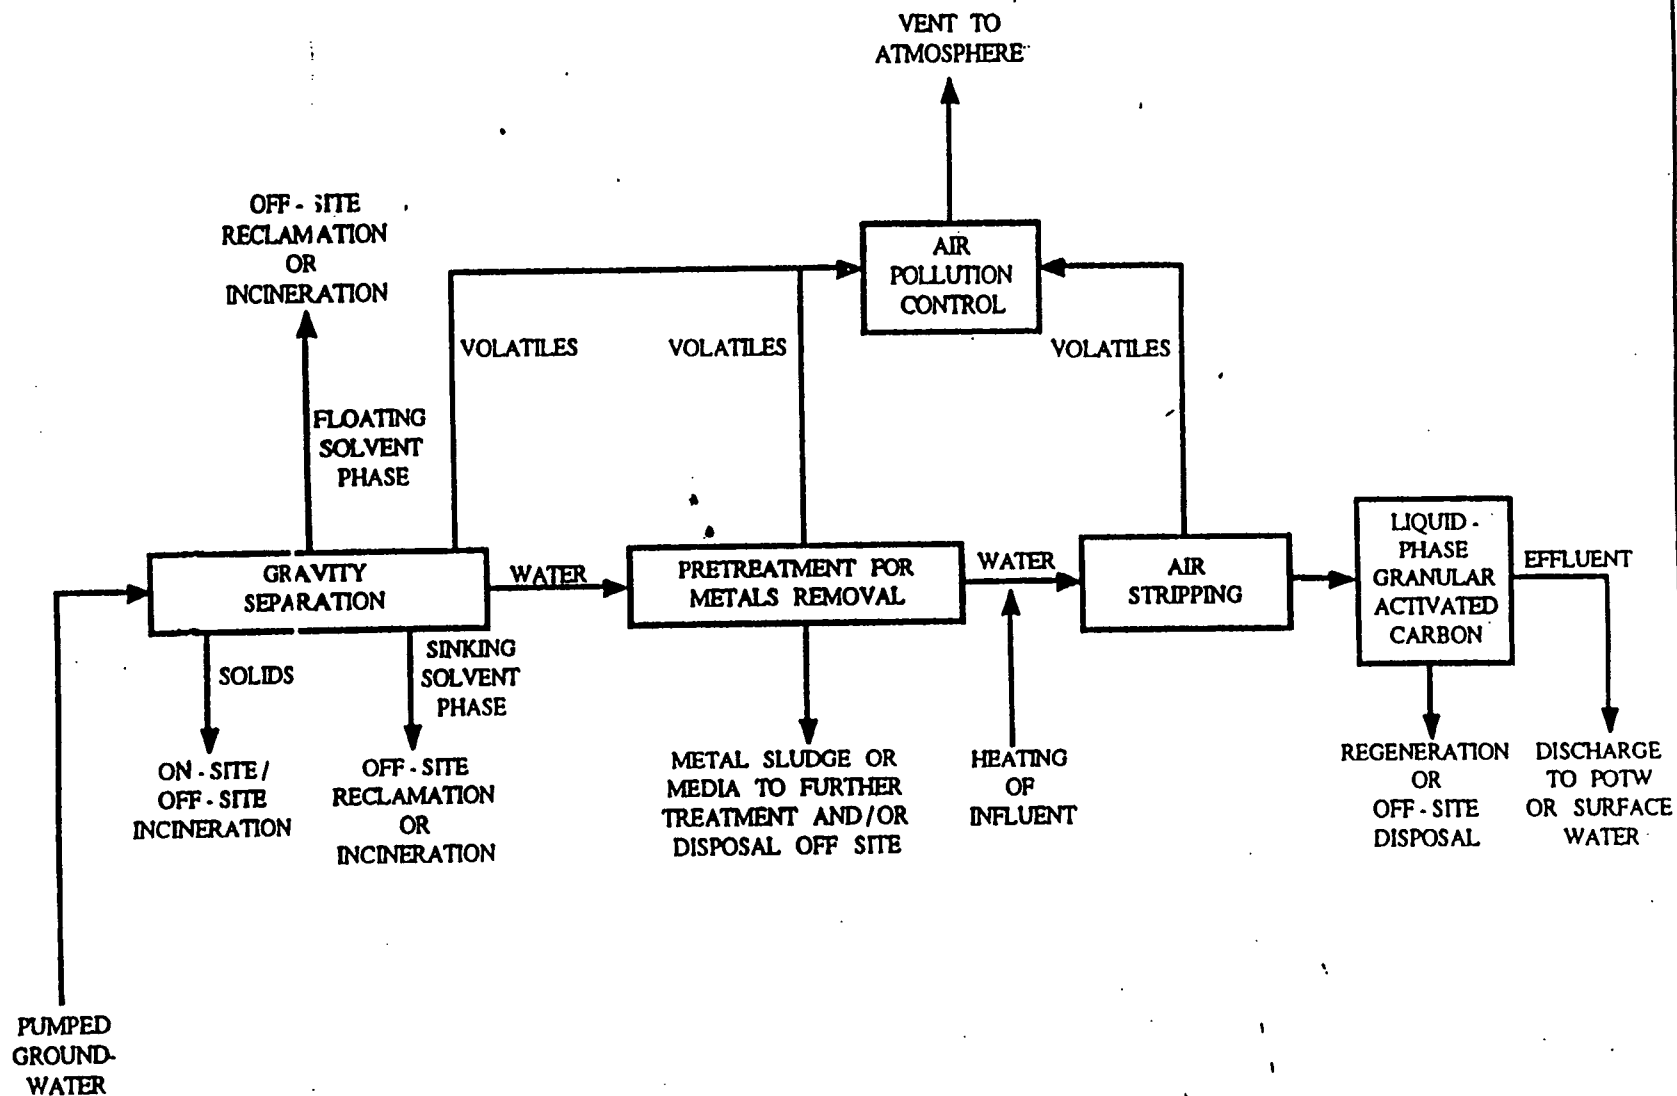 VENT TO
ATMOSPHERE
OFF - SITE
RECLAMATION
OR
INCINERATION
AIR
POLLUTION
CONTROL
VOLATILES
VOLATILES
VOLATILES
FLOATING
SOLVENT
PHASE
GRAVITY
SEPARATION
WATER
PRETREATMENT FOR
METALS REMOVAL
WATER
AIR
STRIPPING
LIQUID -
PHASE
GRANULAR
ACTIVATED
CARBON
EFFLUENT
SOLIDS
SINKING
SOLVENT
PHASE
ON - SITE /
OFF - SITE
INCINERATION
OFF - SITE
RECLAMATION
OR
INCINERATION
METAL SLUDGE OR
MEDIA TO FURTHER
TREATMENT AND/OR
DISPOSAL OFF SITE
HEATING
OF
INFLUENT
REGENERATION
OR
OFF - SITE
DISPOSAL
DISCHARGE
TO POTW
OR SURFACE
WATER
PUMPED
GROUND-
WATER